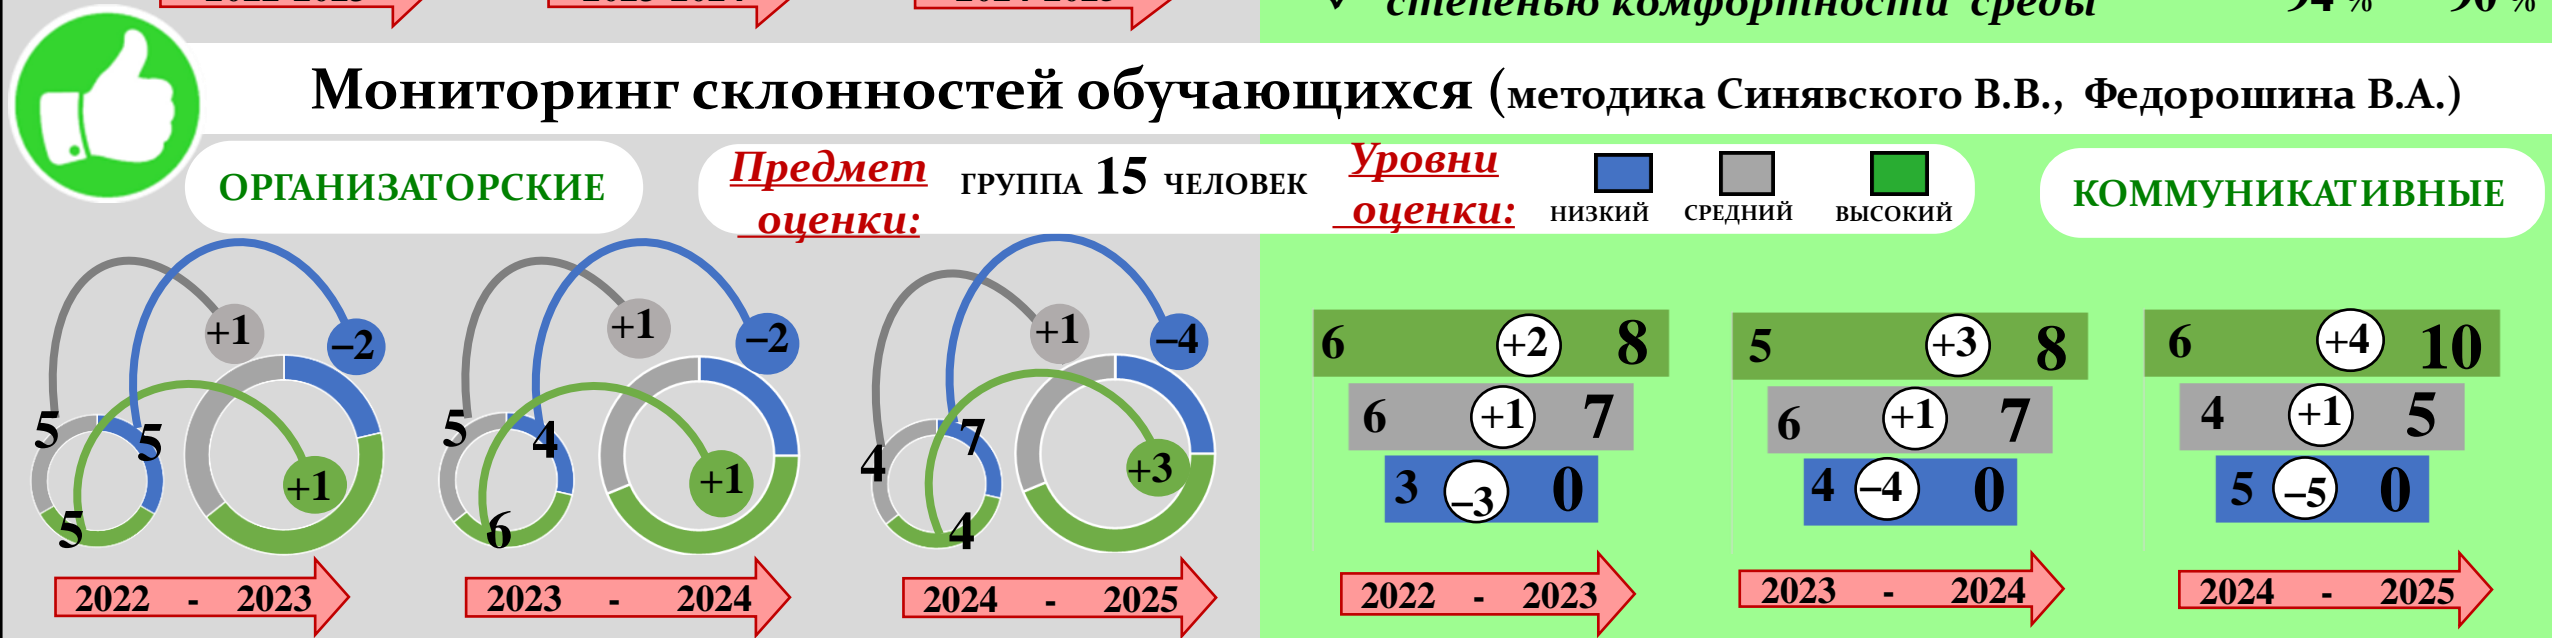 степенью комфортности среды 94 % 96 %
Мониторинг склонностей обучающихся (методика Синявского В.В., Федорошина В.А.)
ОРГАНИЗАТОРСКИЕ
Предмет
оценки:
ГРУППА 15 ЧЕЛОВЕК
Уровни
оценки:
НИЗКИЙ СРЕДНИЙ ВЫСОКИЙ
КОММУНИКАТИВНЫЕ
+1 –2
5 5
+1
5
2022 - 2023
+1 –2
5 4
+1
6
2023 - 2024
+1 –4
4 7
+3
4
2024 - 2025
6 +2 8
6 +1 7
3 –3 0
2022 - 2023
5 +3 8
6 +1 7
4 –4 0
2023 - 2024
6 +4 10
4 +1 5
5 –5 0
2024 - 2025